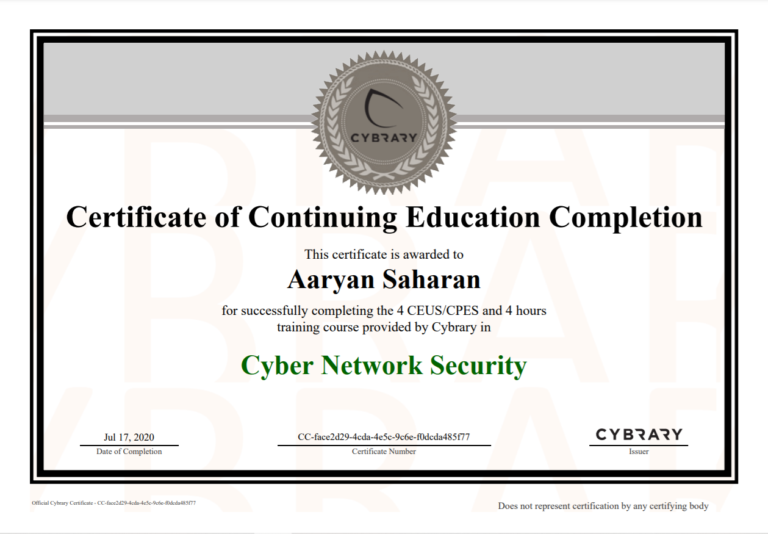 CYBRARY
Certificate of Continuing Education Completion
This certificate is awarded to
Aaryan Saharan
for successfully completing the 4 CEUS/CPES and 4 hours
training course provided by Cybrary in
Cyber Network Security
Jul 17, 2020
Date of Completion
CC-face2d29-4cda-4e5c-9c6e-f0dcda485f77
Certificate Number
CYBRARY
Issuer
Official Cybrary Certificate - CC-face2d29-4cda-4e5c-9c6e-f0dcda485f77
Does not represent certification by any certifying body